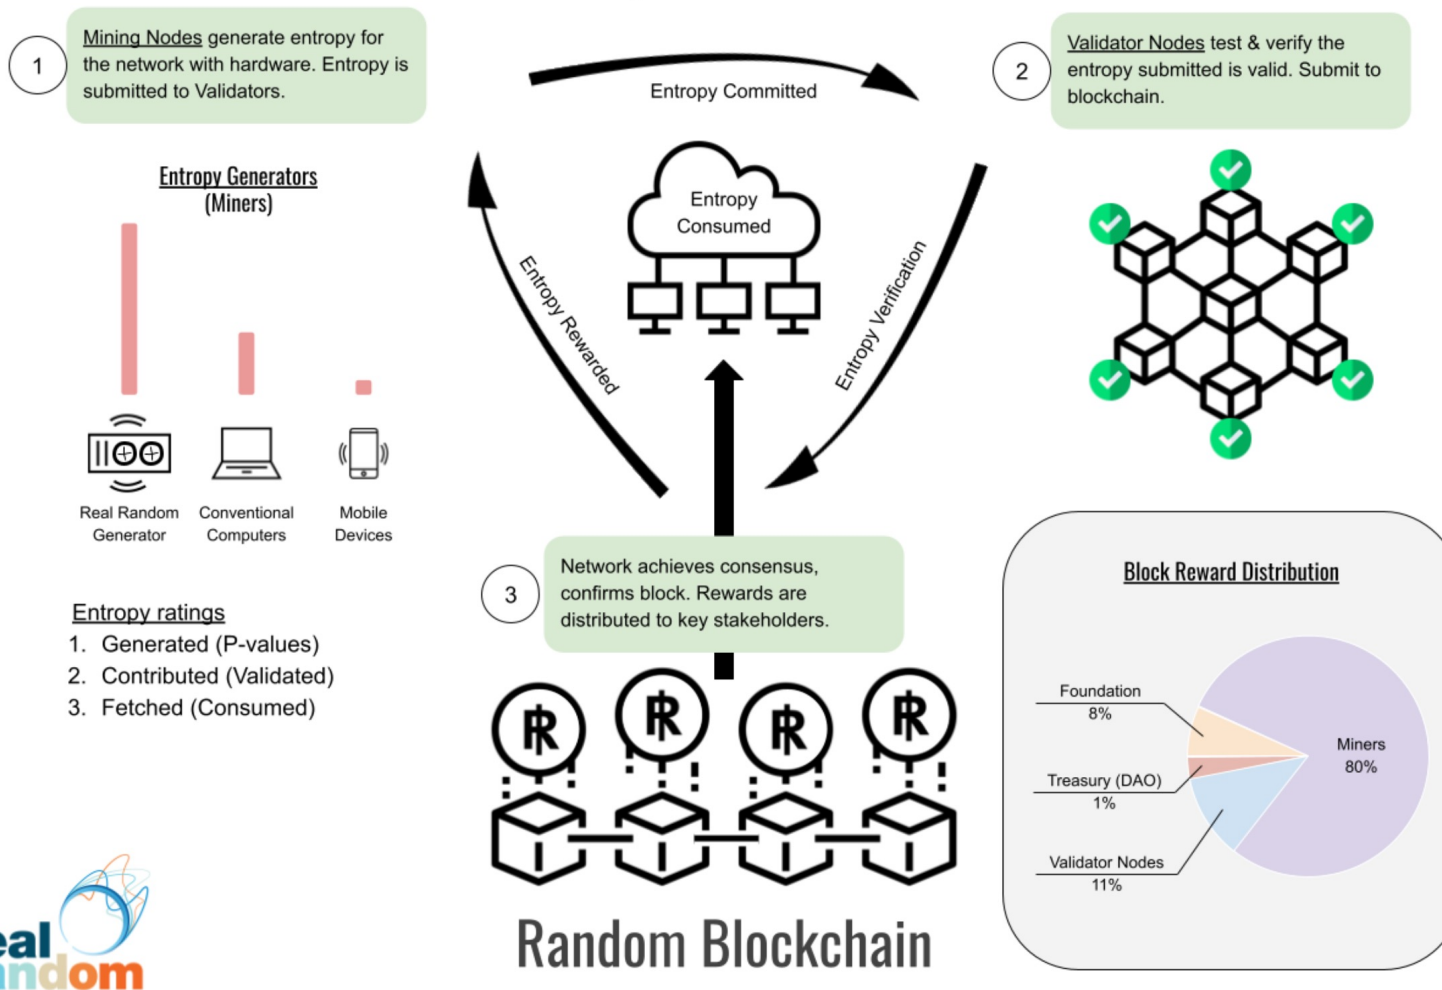 1
Mining Nodes generate entropy for
the network with hardware. Entropy is
submitted to Validators.
Entropy Committed
2
Validator Nodes test & verify the
entropy submitted is valid. Submit to
blockchain.
Entropy Generators
(Miners)
Real Random
Generator
Conventional
Computers
Mobile
Devices
Entropy ratings
1. Generated (P-values)
2. Contributed (Validated)
3. Fetched (Consumed)
Entropy
Consumed
Entropy Rewarded
Entropy Verification
3
Network achieves consensus,
confirms block. Rewards are
distributed to key stakeholders.
R
R
R
R
Random Blockchain
Block Reward Distribution
Foundation
8%
Treasury (DAO)
1%
Validator Nodes
11%
Miners
80%
eal
andom